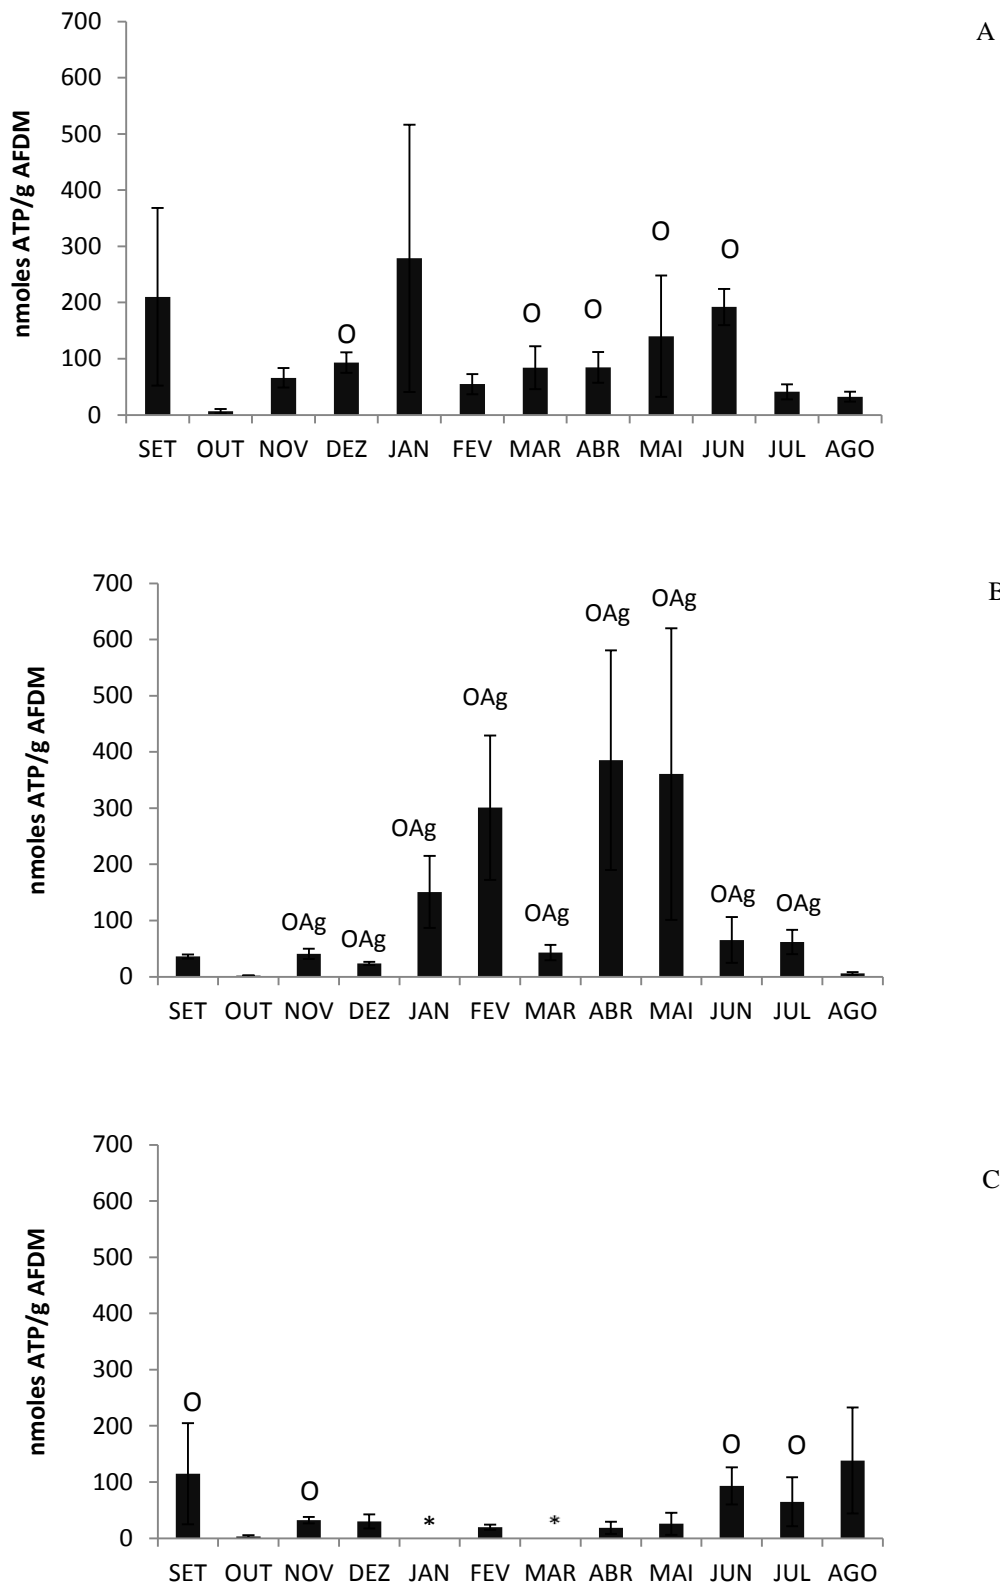 A
700
600
500
400
300
200
100
0
nmoles ATP/g AFDM
O O O O O
SET OUT NOV DEZ JAN FEV MAR ABR MAI JUN JUL AGO
B
700
600
500
400
300
200
100
0
nmoles ATP/g AFDM
OAg OAg OAg OAg OAg OAg OAg OAg OAg
SET OUT NOV DEZ JAN FEV MAR ABR MAI JUN JUL AGO
C
700
600
500
400
300
200
100
0
nmoles ATP/g AFDM
O O * * O O
SET OUT NOV DEZ JAN FEV MAR ABR MAI JUN JUL AGO